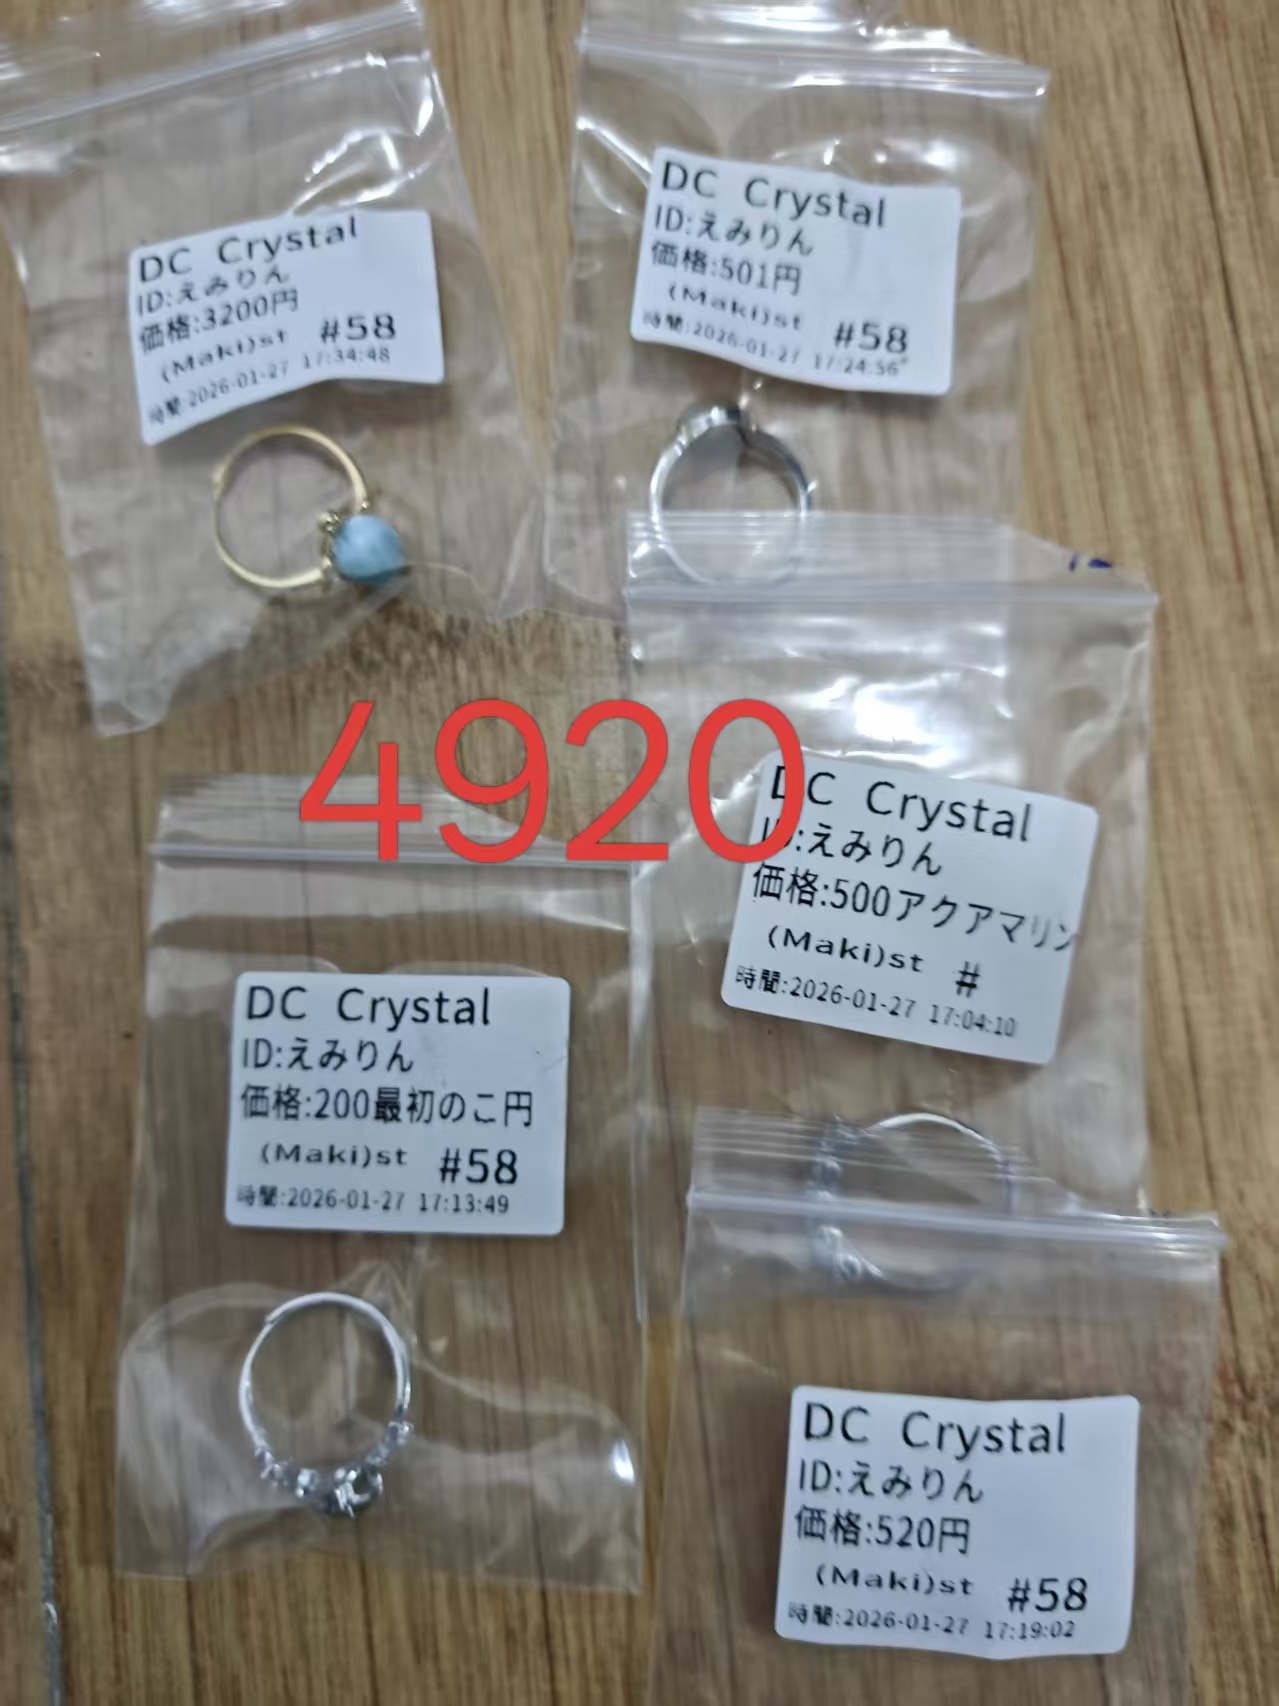 DC Crystal
ID:えみりん
価格:3200円
(Maki)st #58
時間:2026-01-27 17:34:48
DC Crystal
ID:えみりん
価格:501円
(Maki)st #58
時間:2026-01-27 17:24:56
4920
DC Crystal
ID:えみりん
価格:500アクアマリン
(Maki)st #
時間:2026-01-27 17:04:10
DC Crystal
ID:えみりん
価格:200最初のこ円
(Maki)st #58
時間:2026-01-27 17:13:49
DC Crystal
ID:えみりん
価格:520円
(Maki)st #58
時間:2026-01-27 17:19:02